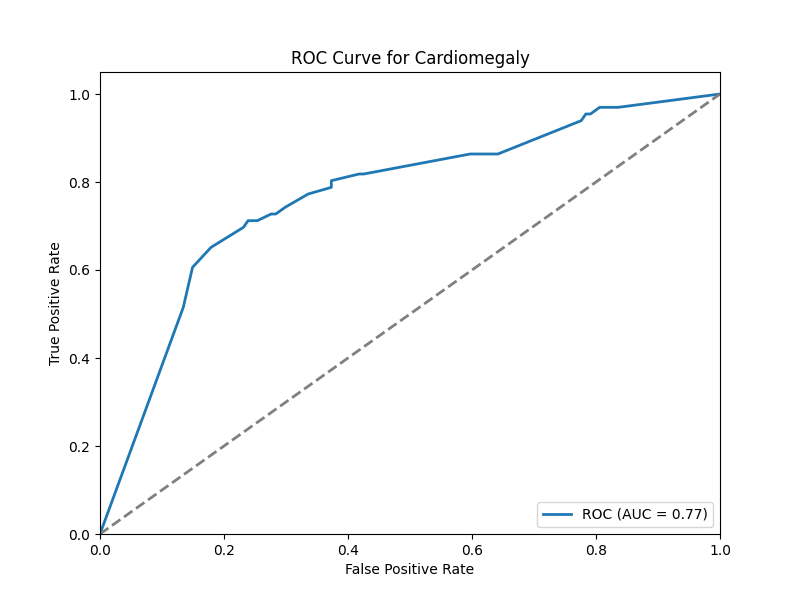 ROC Curve for Cardiomegaly
True Positive Rate
1.0
0.8
0.6
0.4
0.2
0.0
ROC (AUC = 0.77)
0.0 0.2 0.4 0.6 0.8 1.0
False Positive Rate